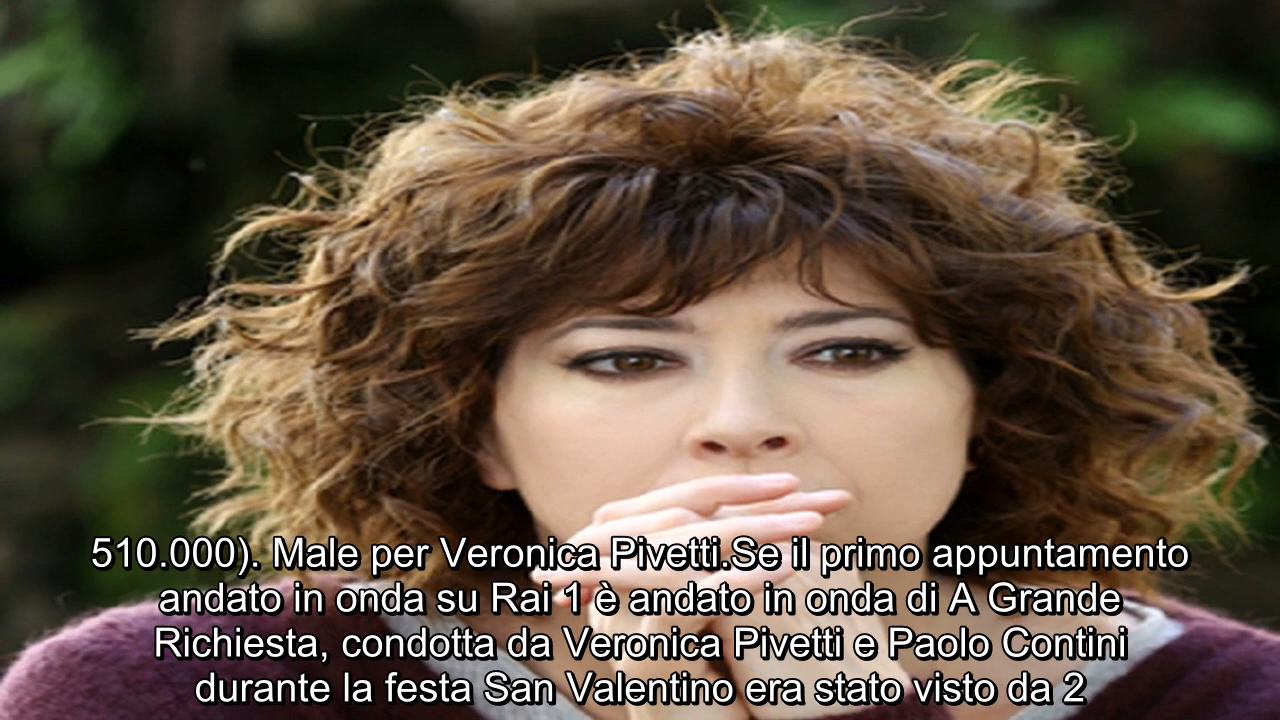 510.000). Male per Veronica Pivetti.Se il primo appuntamento
andato in onda su Rai 1 è andato in onda di A Grande
Richiesta, condotta da Veronica Pivetti e Paolo Contini
durante la festa San Valentino era stato visto da 2